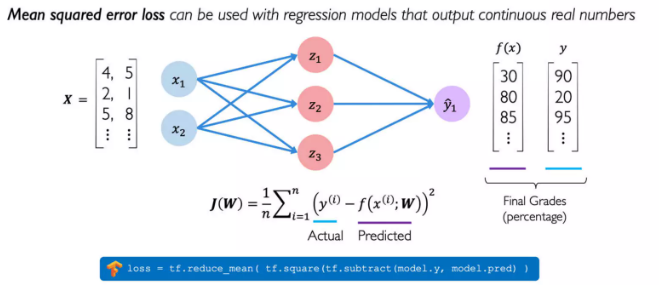 Mean squared error loss can be used with regression models that output continuous real numbers
f(x) y
X = [4, 5
2, 1
5, 8
⋮ ⋮]
x₁
x₂
z₁
z₂
z₃
ŷ₁
[30
80
85
⋮]
[90
20
95
⋮]
Final Grades
(percentage)
J(W) = 1/n ∑ⁿᵢ₌₁ (y⁽ⁱ⁾ − f(x⁽ⁱ⁾; W))²
Actual Predicted
loss = tf.reduce_mean( tf.square(tf.subtract(model.y, model.pred) )